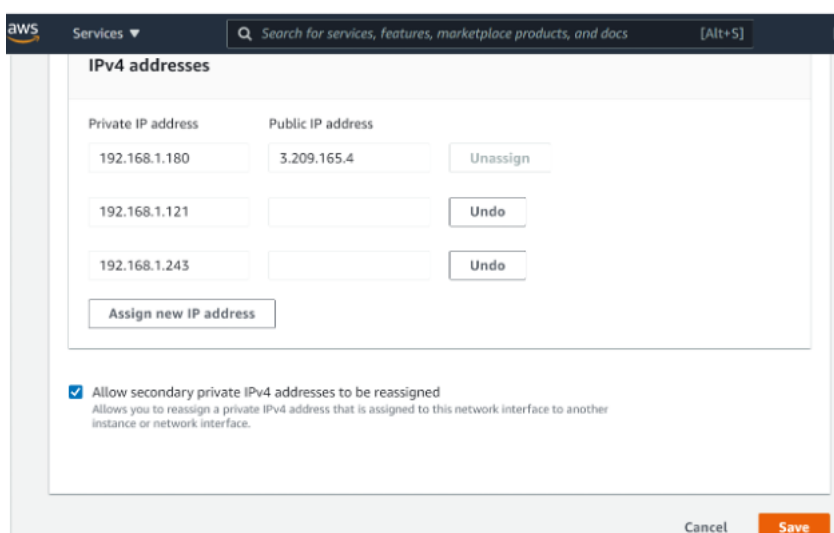 aws Services ▼ Search for services, features, marketplace products, and docs [Alt+S]
IPv4 addresses
Private IP address Public IP address
192.168.1.180 3.209.165.4 Unassign
192.168.1.121 Undo
192.168.1.243 Undo
Assign new IP address
Allow secondary private IPv4 addresses to be reassigned
Allows you to reassign a private IPv4 address that is assigned to this network interface to another
instance or network interface.
Cancel Save